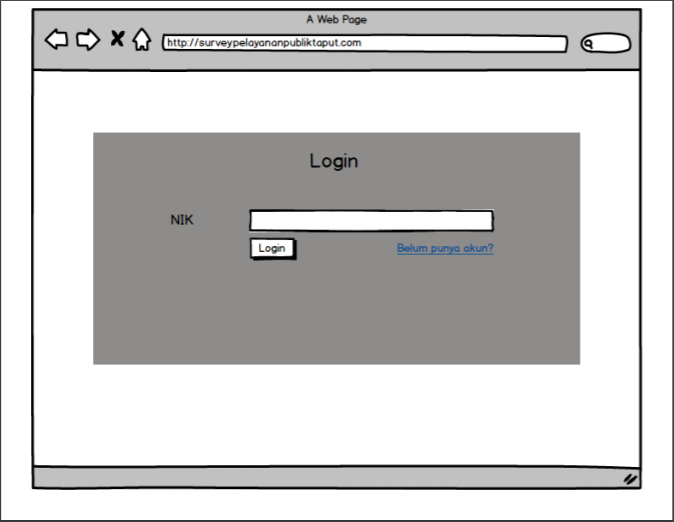 A Web Page
http://surveypelayananpubliktaput.com
Login
NIK
Login
Belum punya akun?